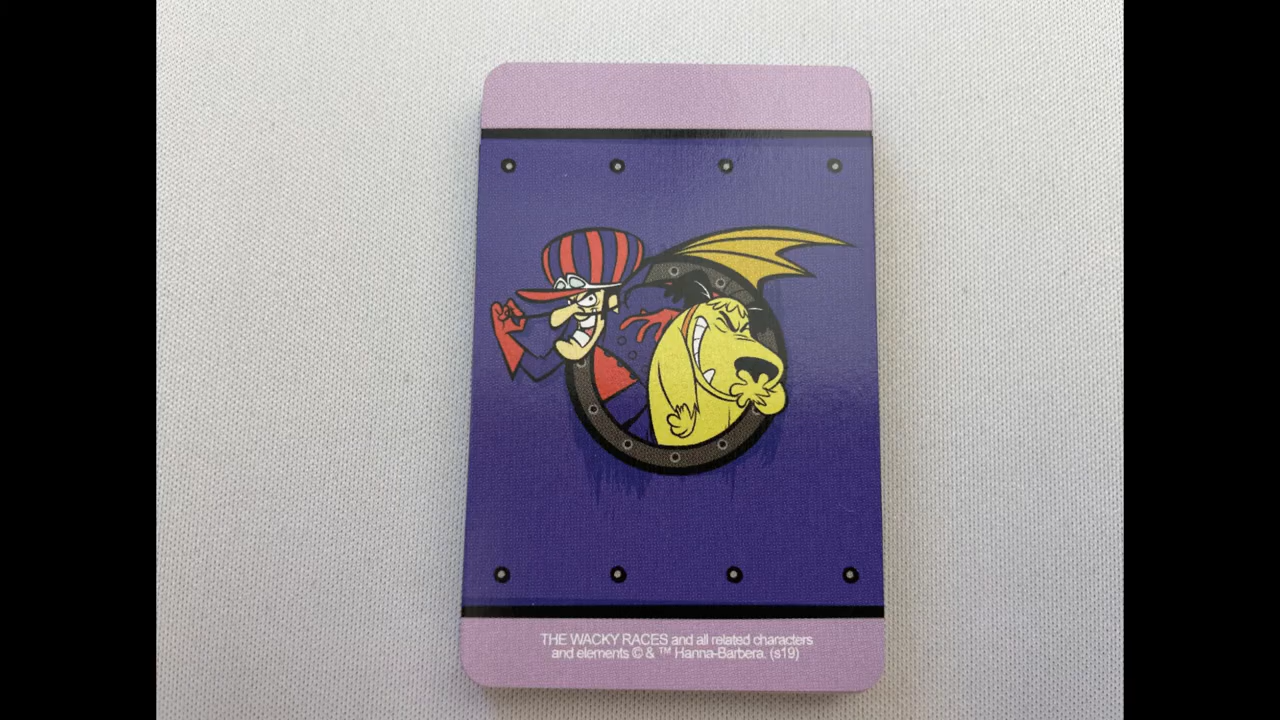 THE WACKY RACES and all related characters
and elements © & ™ Hanna-Barbera. (s19)